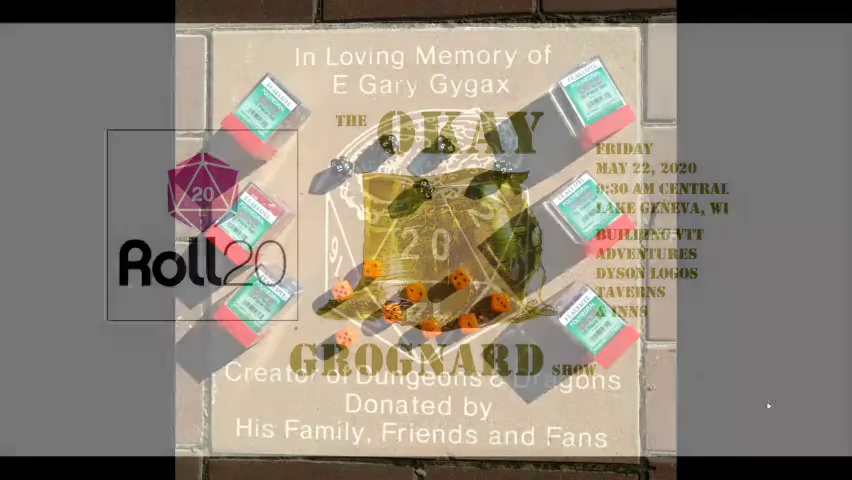 In Loving Memory of
E Gary Gygax
THE OKAY
GROGNARD SHOW
FRIDAY
MAY 22, 2020
9:30 AM CENTRAL
LAKE GENEVA, WI
BUILDING VTT
ADVENTURES
DYSON LOGOS
TAVERNS
& INNS
20
Roll20
20
Creator of Dungeons & Dragons
Donated by
His Family, Friends and Fans